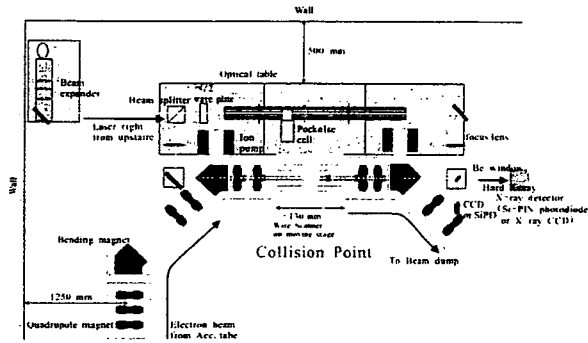 Wall
500 mm
Optical table
λ/2
Beam expander
Beam splitter
wave plate
Laser
from upstairs
Ion pump
Pockelse cell
focus lens
Wall
Be window
Hard X-ray
CCD or SiPD
X-ray detector
(Si-PIN photodiode
or X ray CCD)
mm
Wire Scanner
on moving stage
Collision Point
To Beam dump
Bending magnet
1250 mm
Quadrupole magnet
Electron beam
from Acc. tube